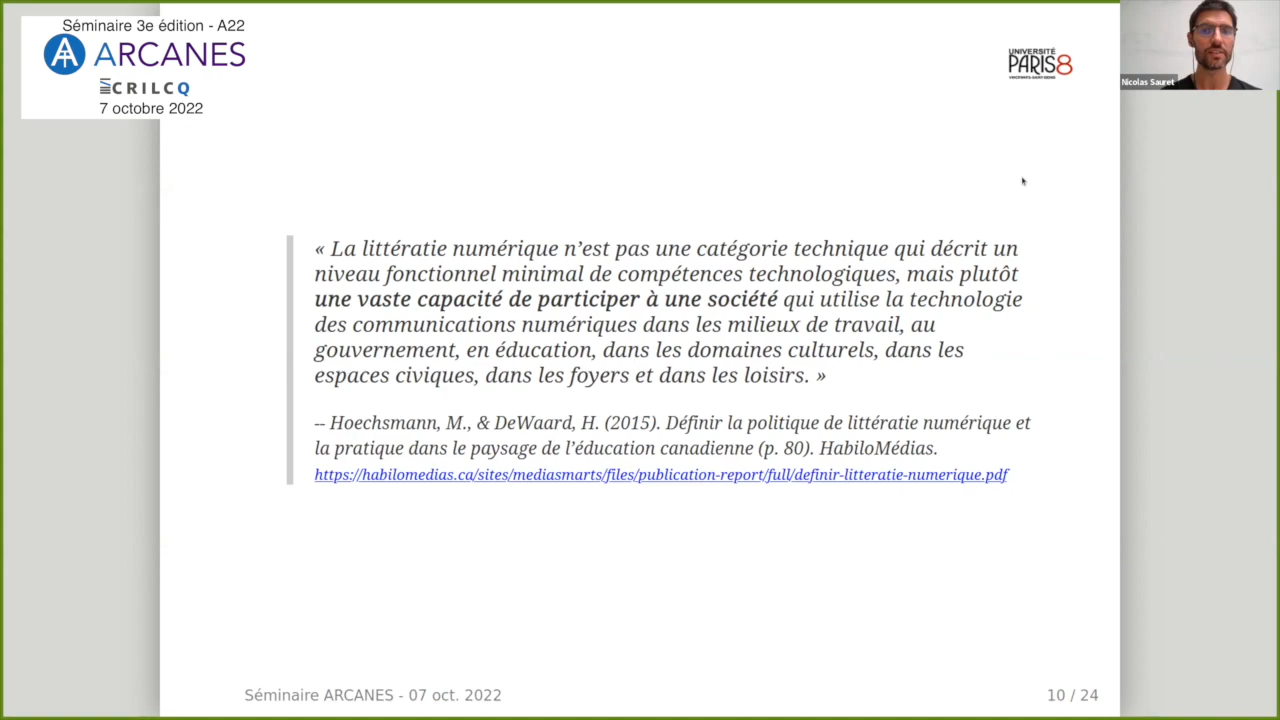 Séminaire 3e édition - A22
ARCANES
CRILCQ
7 octobre 2022
UNIVERSITÉ
PARIS8
VINCENNES-SAINT-DENIS
Nicolas Sauret
« La littératie numérique n’est pas une catégorie technique qui décrit un
niveau fonctionnel minimal de compétences technologiques, mais plutôt
une vaste capacité de participer à une société qui utilise la technologie
des communications numériques dans les milieux de travail, au
gouvernement, en éducation, dans les domaines culturels, dans les
espaces civiques, dans les foyers et dans les loisirs. »
-- Hoechsmann, M., & DeWaard, H. (2015). Définir la politique de littératie numérique et
la pratique dans le paysage de l’éducation canadienne (p. 80). HabiloMédias.
https://habilomedias.ca/sites/mediasmarts/files/publication-report/full/definir-litteratie-numerique.pdf
Séminaire ARCANES - 07 oct. 2022
10 / 24